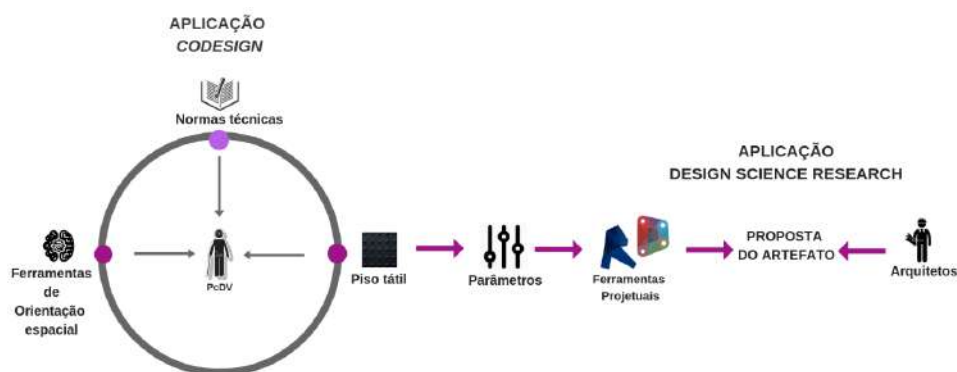 APLICAÇÃO
CODESIGN
Normas técnicas
APLICAÇÃO
DESIGN SCIENCE RESEARCH
Ferramentas
de
Orientação
espacial
PcDV
Piso tátil
Parâmetros
Ferramentas
Projetuais
PROPOSTA
DO ARTEFATO
Arquitetos